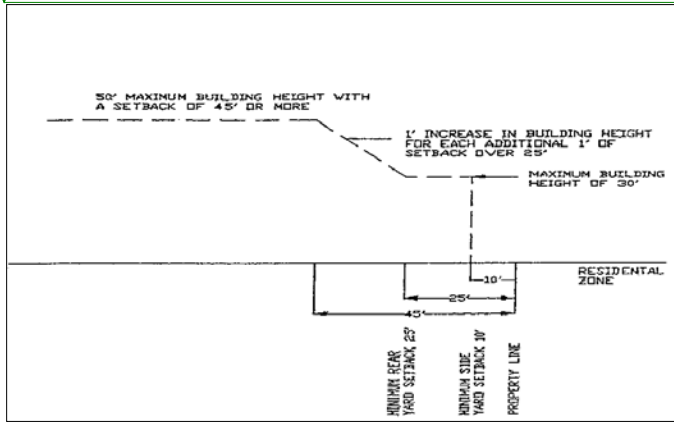 50' MAXIMUM BUILDING HEIGHT WITH
A SETBACK OF 45' OR MORE
1' INCREASE IN BUILDING HEIGHT
FOR EACH ADDITIONAL 1' OF
SETBACK OVER 25'
MAXIMUM BUILDING
HEIGHT OF 30'
RESIDENTAL
ZONE
10'
25'
45'
MINIMUM REAR
YARD SETBACK 25'
MINIMUM SIDE
YARD SETBACK 10'
PROPERTY LINE